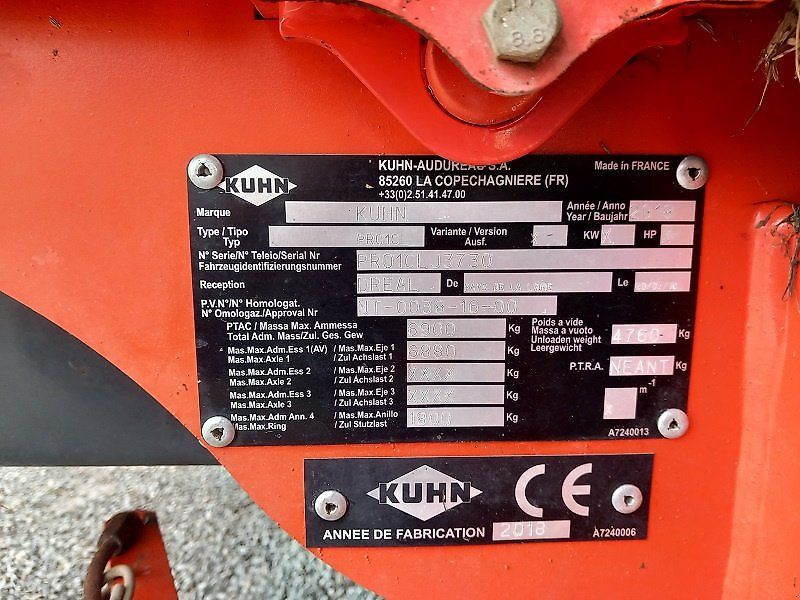 8.8
KUHN
KUHN-AUDUREAU S.A.
85260 LA COPECHAGNIERE (FR)
+33(0)2.51.41.47.00
Made in FRANCE
Marque KUHN
Année / Anno
Year / Baujahr
Type / Tipo
Typ
Variante / Version
Ausf.
KW X HP
N° Serie/N° Teleio/Serial Nr
Fahrzeugidentifizierungsnummer
Reception DREAL De Le
P.V.N°/N° Homologat.
N° Omologaz./Approval Nr
PTAC / Massa Max. Ammessa
Total Adm. Mass/Zul. Ges. Gew
Kg
Poids a vide
Massa a vuoto
Unloaden weight
Leergewicht
4760 Kg
Mas.Max.Adm.Ess 1(AV) /Mas.Max.Eje 1
Mas.Max.Axle 1 / Zul Achslast 1
Kg
P.T.R.A. NEANT Kg
Mas.Max.Adm.Ess 2 /Mas.Max.Eje 2
Mas.Max.Axle 2 / Zul Achslast 2
XXXX Kg
Mas.Max.Adm.Ess 3 /Mas.Max.Eje 3
Mas.Max.Axle 3 / Zul Achslast 3
XXXX Kg
m-1
Mas.Max.Adm Ann. 4 /Mas.Max.Anillo
Mas.Max.Ring / Zul Stutzlast
Kg
A7240013
KUHN
CE
ANNEE DE FABRICATION 2018
A7240006